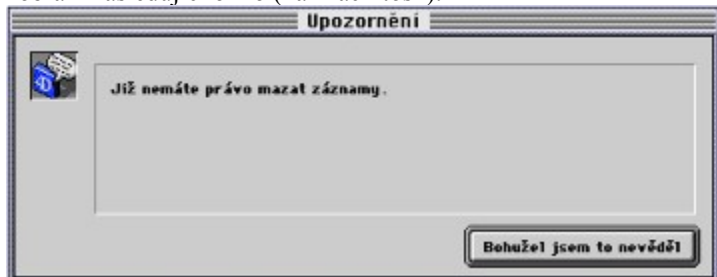 Upozornění
Již nemáte právo mazat záznamy.
Bohužel jsem to nevěděl